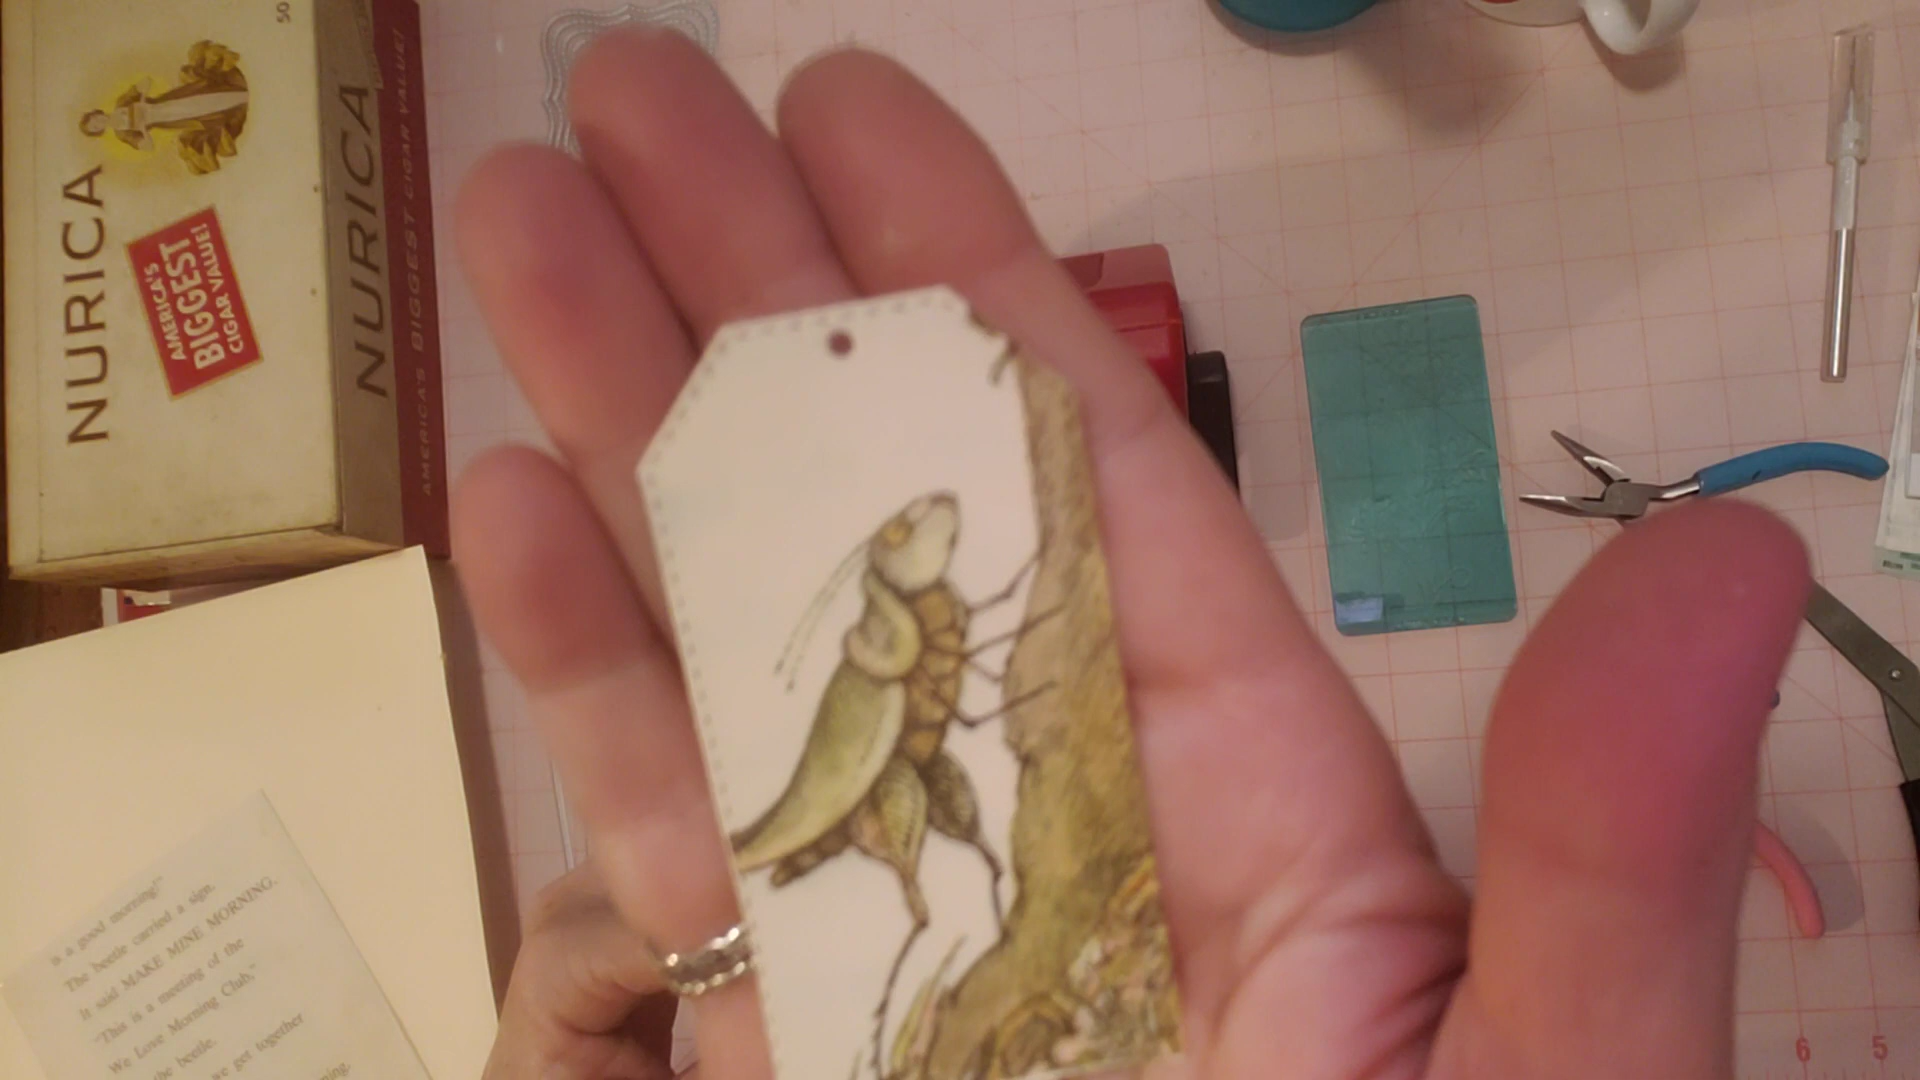 NURICA
AMERICA'S
BIGGEST
CIGAR VALUE!
50
NURICA
AMERICA'S BIGGEST CIGAR VALUE!
is a good morning!"
The beetle carried a sign.
It said MAKE MINE MORNING.
"This is a meeting of the
We Love Morning Club,"
the beetle.
we get together
6 5